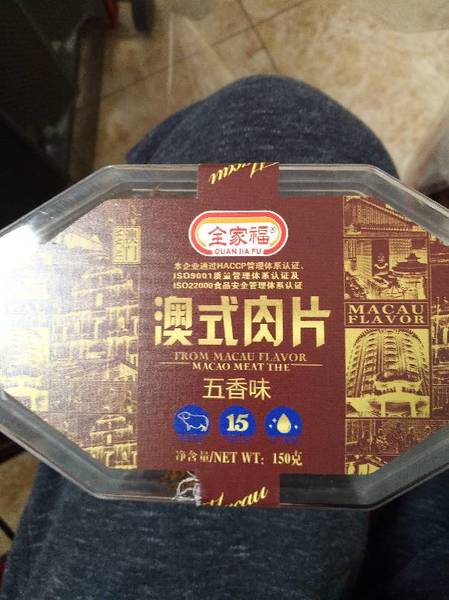 Macau
全家福
QUAN JIA FU
本企业通过HACCP管理体系认证、
ISO9001质量管理体系认证及
ISO22000食品安全管理体系认证
澳式肉片
MACAU
FLAVOR
FROM MACAU FLAVOR
MACAO MEAT THE
五香味
15
净含量/NET WT: 150克
Macau